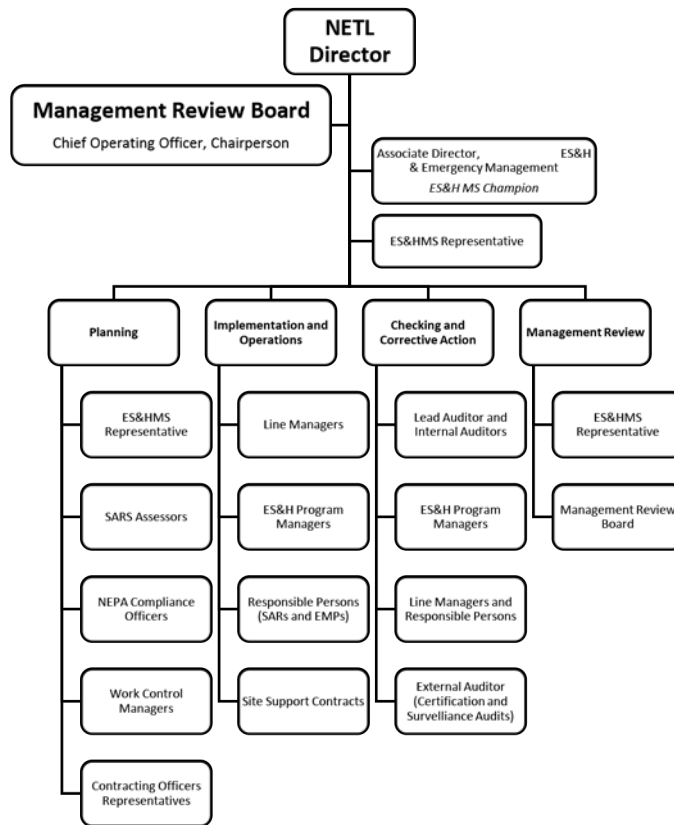 NETL
Director
Management Review Board
Chief Operating Officer, Chairperson
Associate Director, ES&H
& Emergency Management
ES&H MS Champion
ES&HMS Representative
Planning
Implementation and
Operations
Checking and
Corrective Action
Management Review
ES&HMS
Representative
Line Managers
Lead Auditor and
Internal Auditors
ES&HMS
Representative
SARS Assessors
ES&H Program
Managers
ES&H Program
Managers
Management Review
Board
NEPA Compliance
Officers
Responsible Persons
(SARs and EMPs)
Line Managers and
Responsible Persons
Work Control
Managers
Site Support Contracts
External Auditor
(Certification and
Survelliance Audits)
Contracting Officers
Representatives